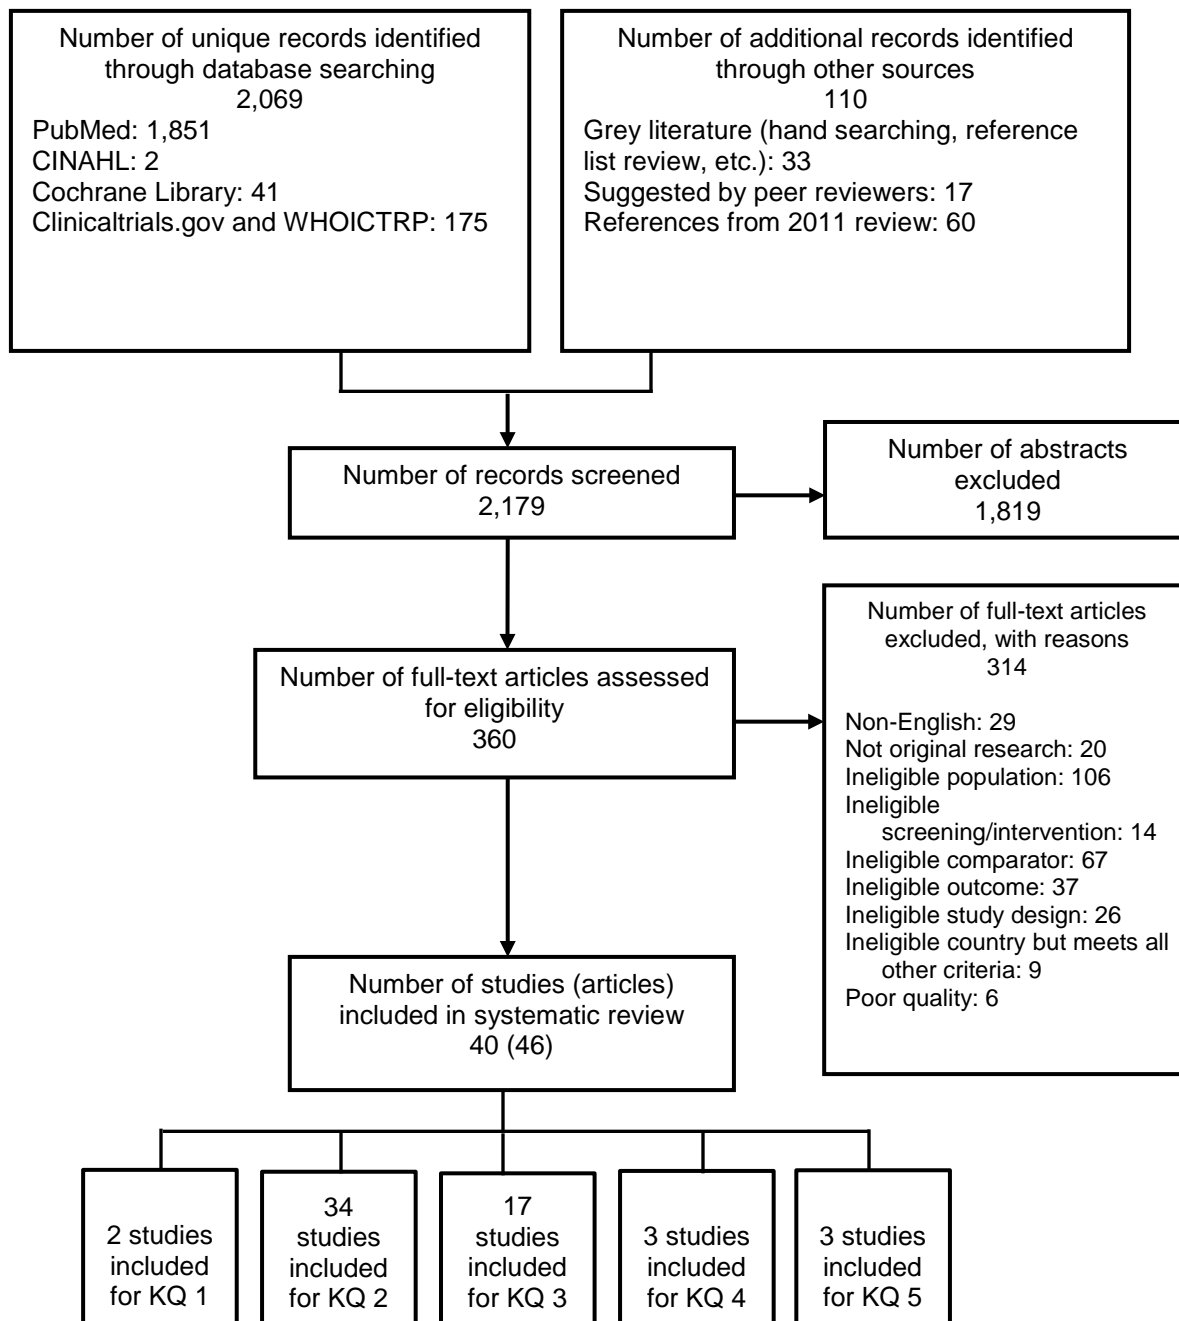 Number of unique records identified
through database searching
2,069
PubMed: 1,851
CINAHL: 2
Cochrane Library: 41
Clinicaltrials.gov and WHOICTRP: 175
Number of additional records identified
through other sources
110
Grey literature (hand searching, reference
list review, etc.): 33
Suggested by peer reviewers: 17
References from 2011 review: 60
Number of records screened
2,179
Number of abstracts
excluded
1,819
Number of full-text articles assessed
for eligibility
360
Number of full-text articles
excluded, with reasons
314
Non-English: 29
Not original research: 20
Ineligible population: 106
Ineligible
screening/intervention: 14
Ineligible comparator: 67
Ineligible outcome: 37
Ineligible study design: 26
Ineligible country but meets all
other criteria: 9
Poor quality: 6
Number of studies (articles)
included in systematic review
40 (46)
2 studies
included
for KQ 1
34
studies
included
for KQ 2
17
studies
included
for KQ 3
3 studies
included
for KQ 4
3 studies
included
for KQ 5